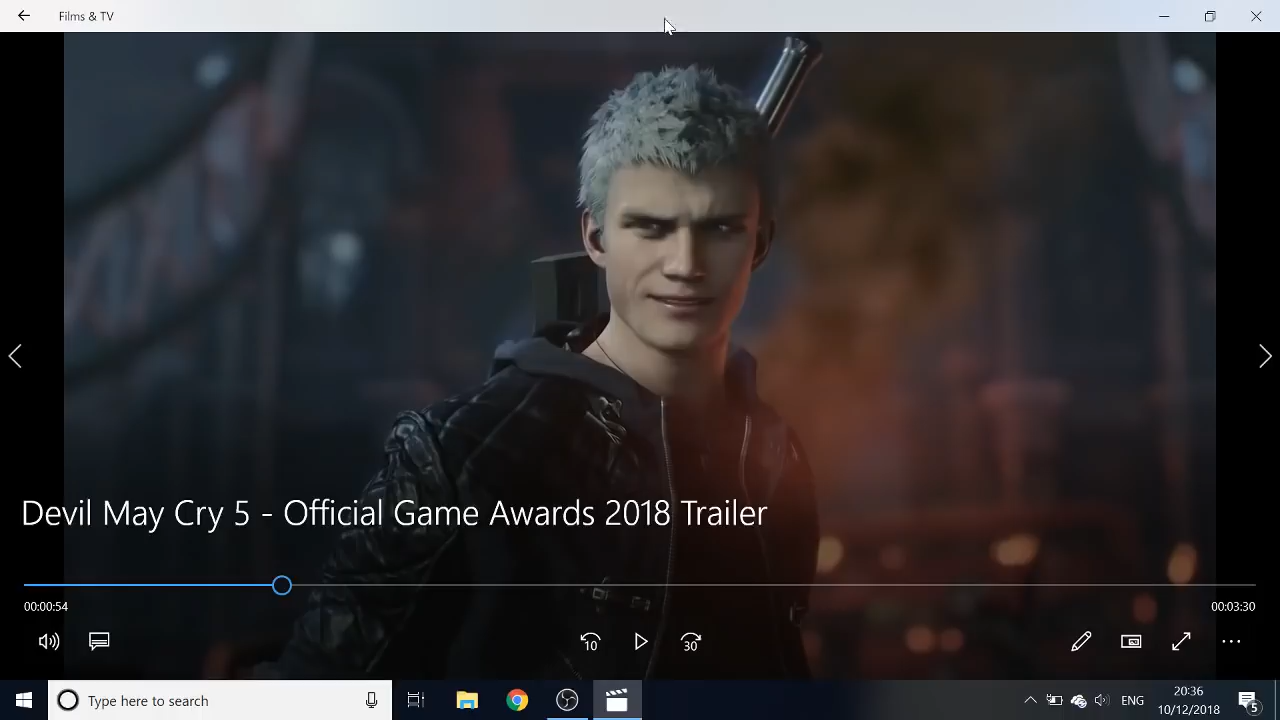 Films & TV
Devil May Cry 5 - Official Game Awards 2018 Trailer
00:00:54
00:03:30
10
30
Type here to search
ENG
20:36
10/12/2018
5